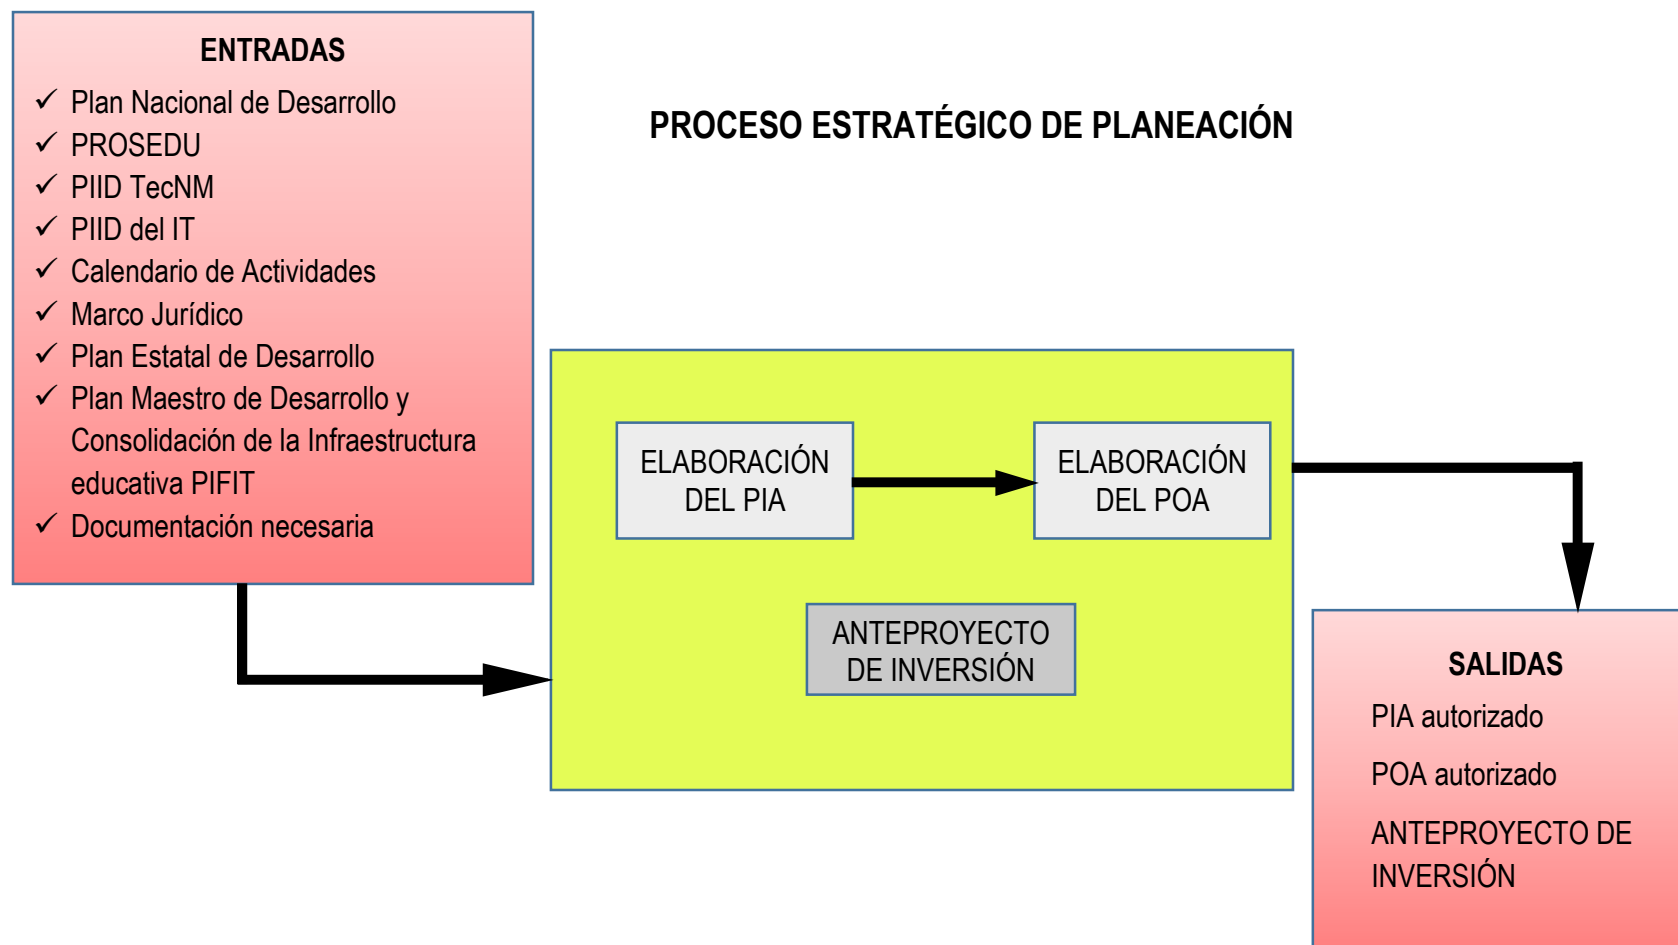 ENTRADAS
✓ Plan Nacional de Desarrollo
✓ PROSEDU
✓ PIID TecNM
✓ PIID del IT
✓ Calendario de Actividades
✓ Marco Jurídico
✓ Plan Estatal de Desarrollo
✓ Plan Maestro de Desarrollo y
Consolidación de la Infraestructura
educativa PIFIT
✓ Documentación necesaria
PROCESO ESTRATÉGICO DE PLANEACIÓN
ELABORACIÓN
DEL PIA
ELABORACIÓN
DEL POA
ANTEPROYECTO
DE INVERSIÓN
SALIDAS
PIA autorizado
POA autorizado
ANTEPROYECTO DE
INVERSIÓN